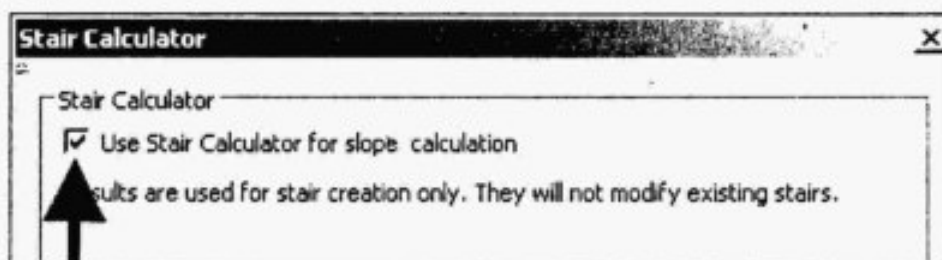 Stair Calculator
Stair Calculator
Use Stair Calculator for slope calculation
sults are used for stair creation only. They will not modify existing stairs.